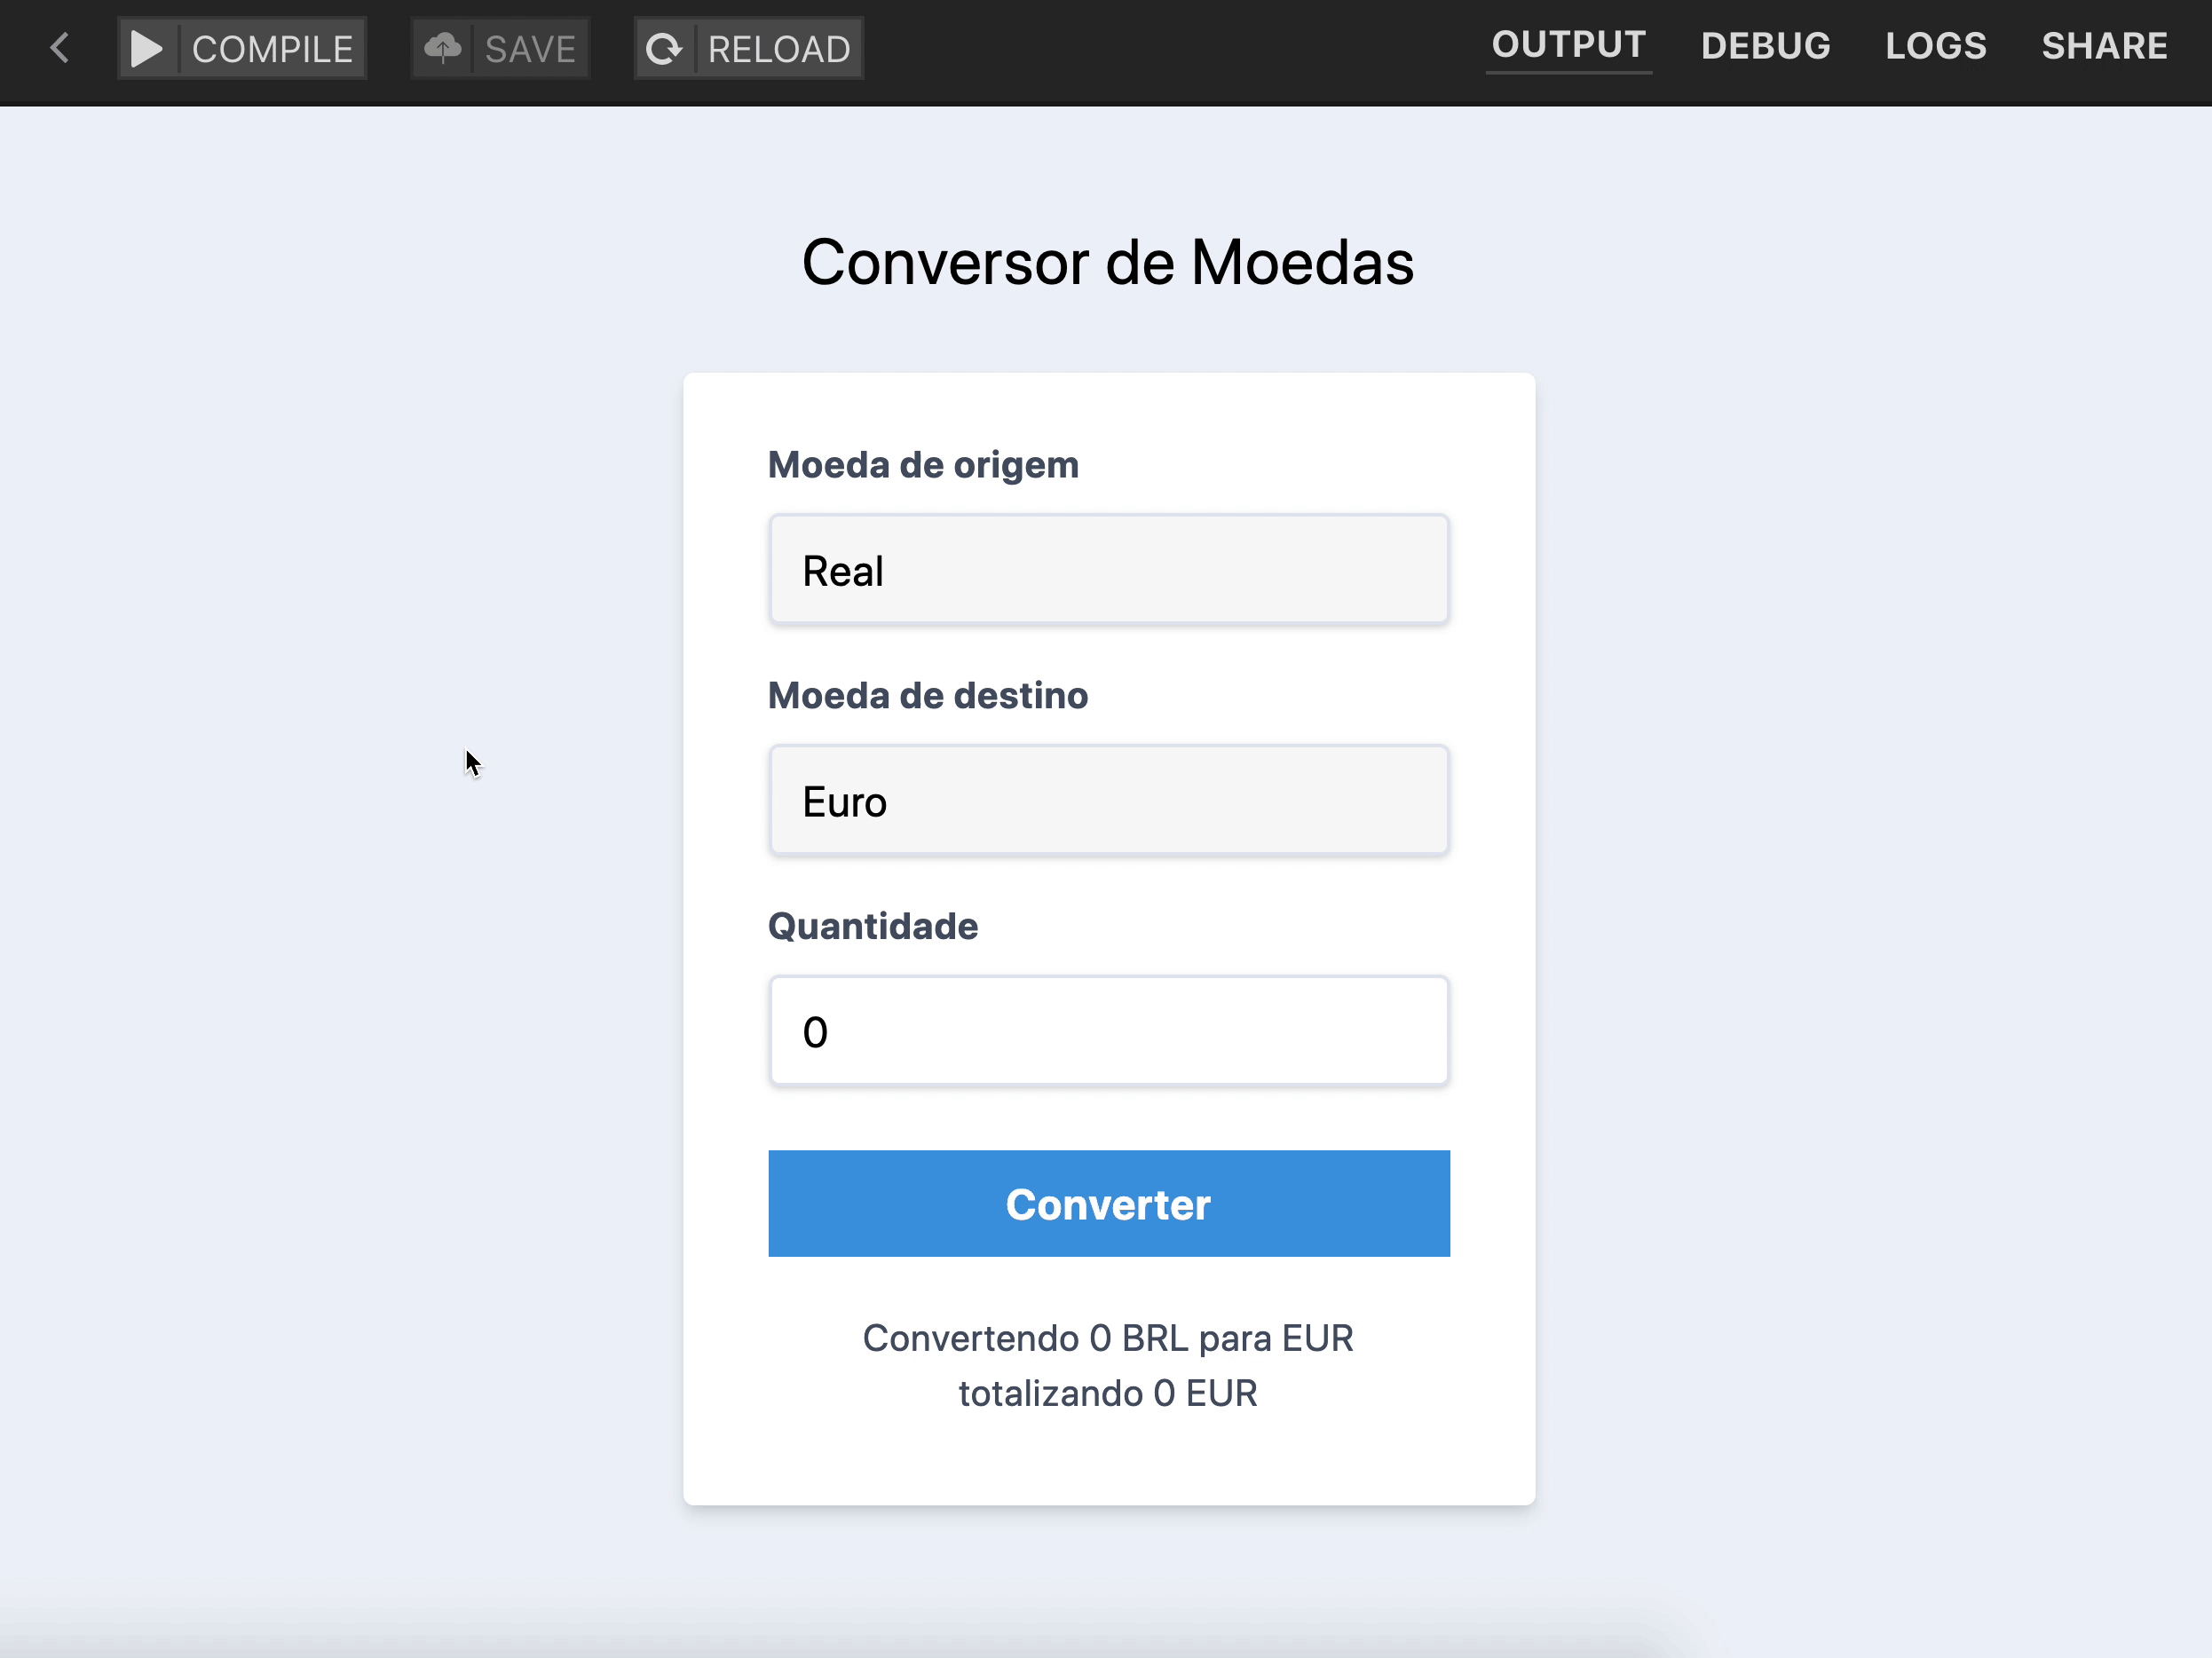 COMPILE SAVE RELOAD OUTPUT DEBUG LOGS SHARE
Conversor de Moedas
Moeda de origem
Real
Moeda de destino
Euro
Quantidade
0
Converter
Convertendo 0 BRL para EUR
totalizando 0 EUR